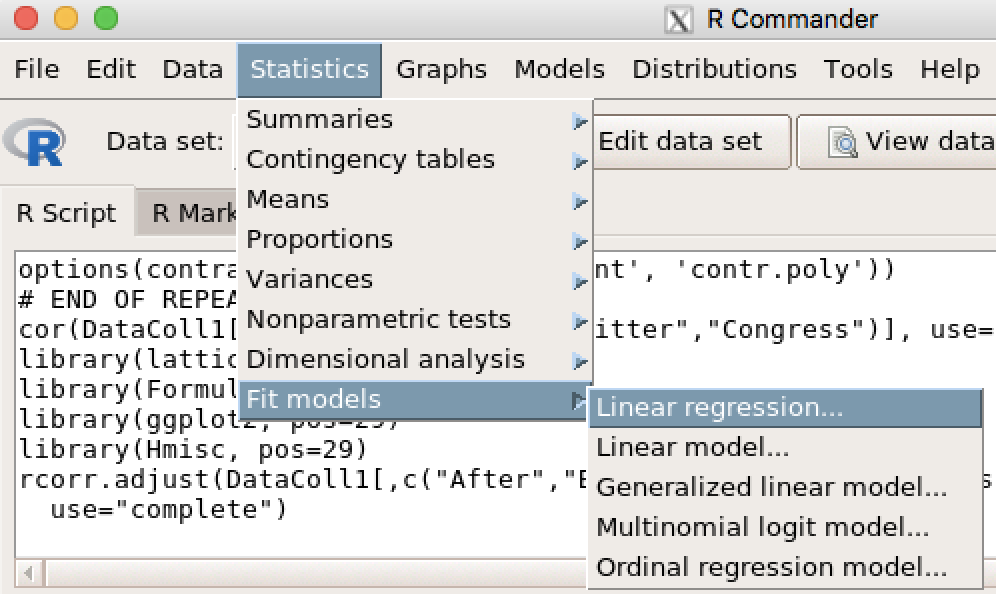 R Commander
File Edit Data Statistics Graphs Models Distributions Tools Help
R Data set: Edit data set View data
R Script R Mark
Summaries
Contingency tables
Means
Proportions
Variances
Nonparametric tests
Dimensional analysis
Fit models
Linear regression...
Linear model...
Generalized linear model...
Multinomial logit model...
Ordinal regression model...
options(contra nt', 'contr.poly'))
# END OF REPEA
cor(DataColl1[ itter","Congress")], use=
library(lattic
library(Formul
library(ggplot2, pos=29)
library(Hmisc, pos=29)
rcorr.adjust(DataColl1[,c("After","B s
use="complete")